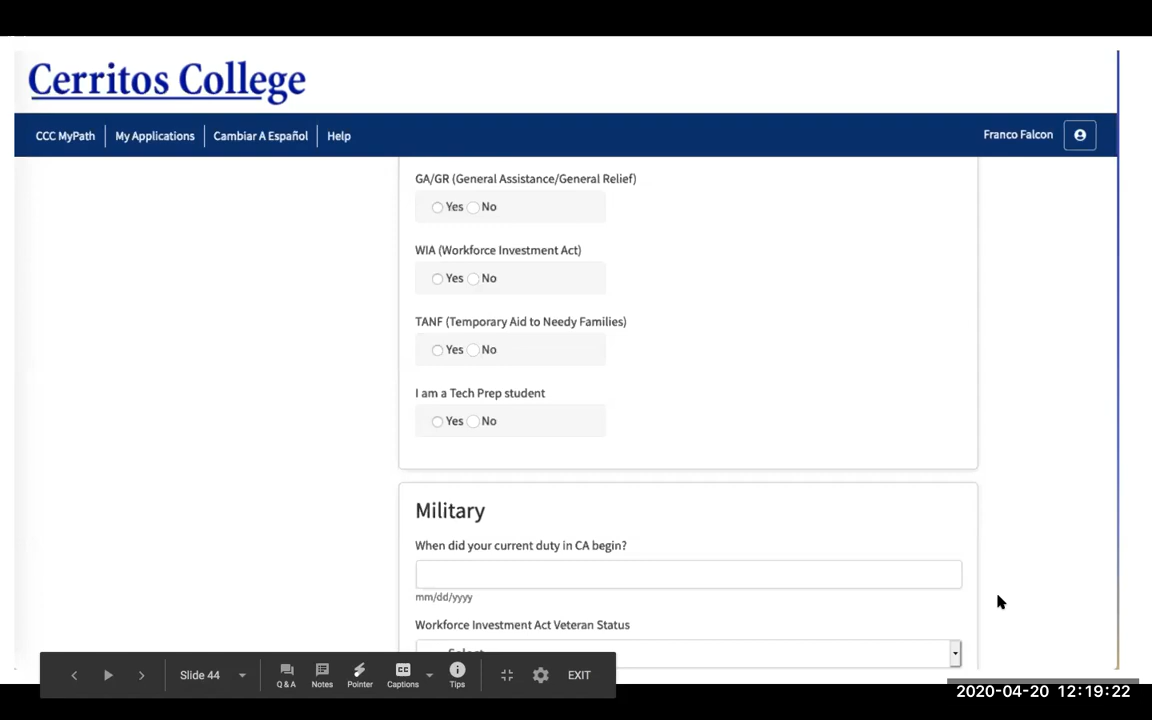 Cerritos College
CCC MyPath
My Applications
Cambiar A Español
Help
Franco Falcon
GA/GR (General Assistance/General Relief)
Yes No
WIA (Workforce Investment Act)
Yes No
TANF (Temporary Aid to Needy Families)
Yes No
I am a Tech Prep student
Yes No
Military
When did your current duty in CA begin?
mm/dd/yyyy
Workforce Investment Act Veteran Status
Select
Slide 44
Q & A
Notes
Pointer
Captions
Tips
EXIT
2020-04-20 12:19:22